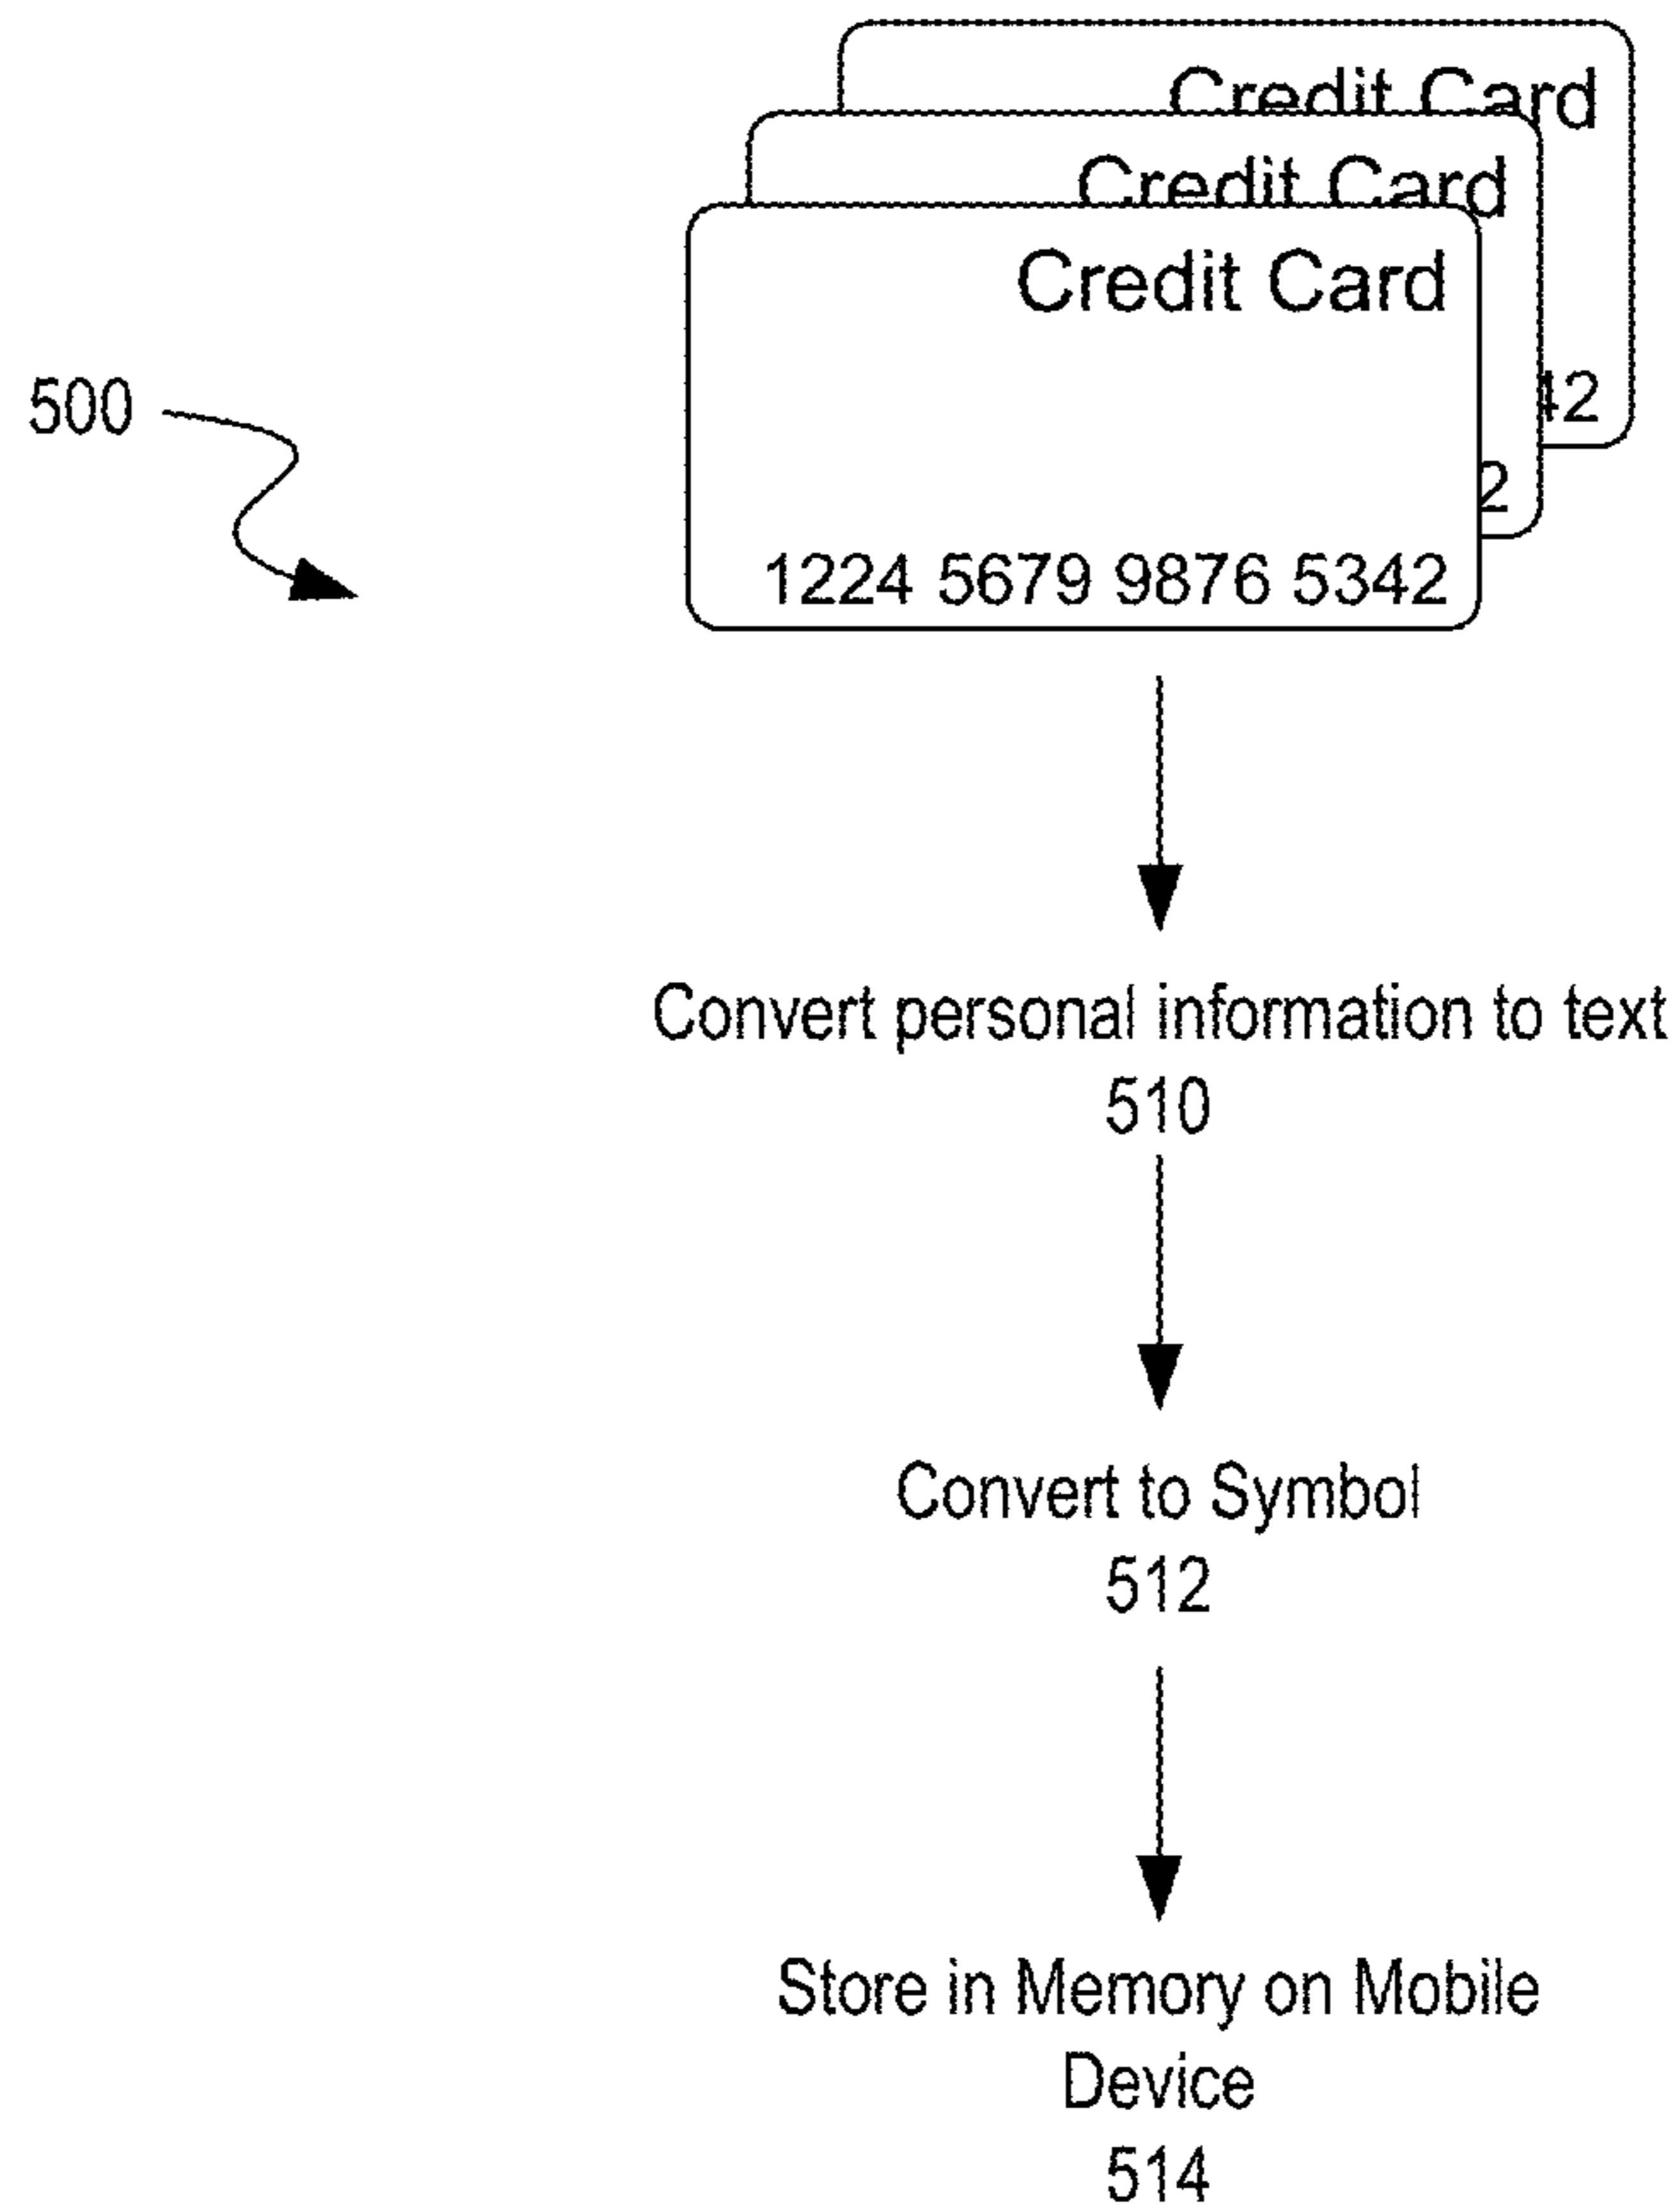 Credit Card
Credit Card
Credit Card
500
42
2
1224 5679 9876 5342
Convert personal information to text
510
Convert to Symbol
512
Store in Memory on Mobile
Device
514